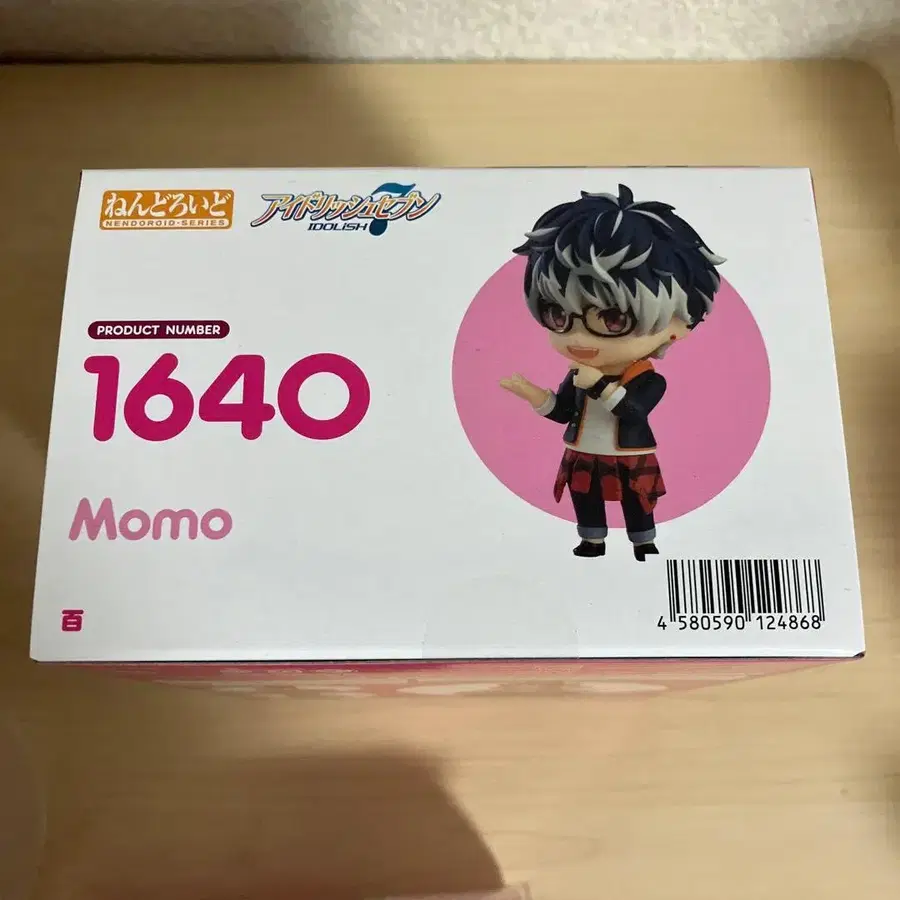 ねんどろいど
NENDOROID-SERIES
アイドリッシュセブン
IDOLiSH7
PRODUCT NUMBER
1640
Momo
百
4 580590 124868